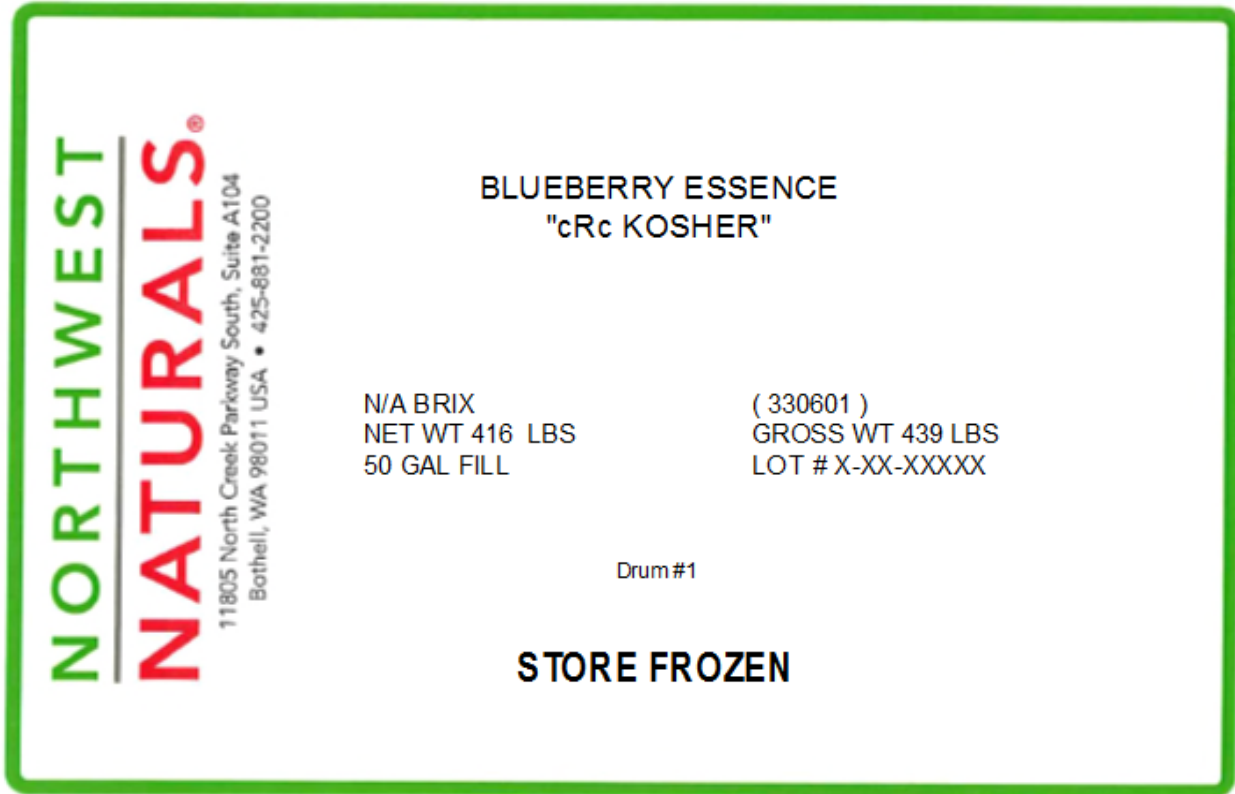 NORTHWEST
NATURALS®
11805 North Creek Parkway South, Suite A104
Bothell, WA 98011 USA • 425-881-2200
BLUEBERRY ESSENCE
"cRc KOSHER"
N/A BRIX
NET WT 416 LBS
50 GAL FILL
( 330601 )
GROSS WT 439 LBS
LOT # X-XX-XXXXX
Drum #1
STORE FROZEN